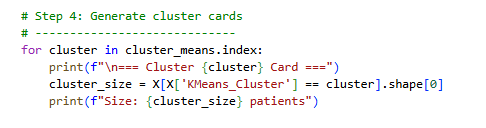 # Step 4: Generate cluster cards
# -----------------------------
for cluster in cluster_means.index:
    print(f"\n=== Cluster {cluster} Card ===")
    cluster_size = X[X['KMeans_Cluster'] == cluster].shape[0]
    print(f"Size: {cluster_size} patients")